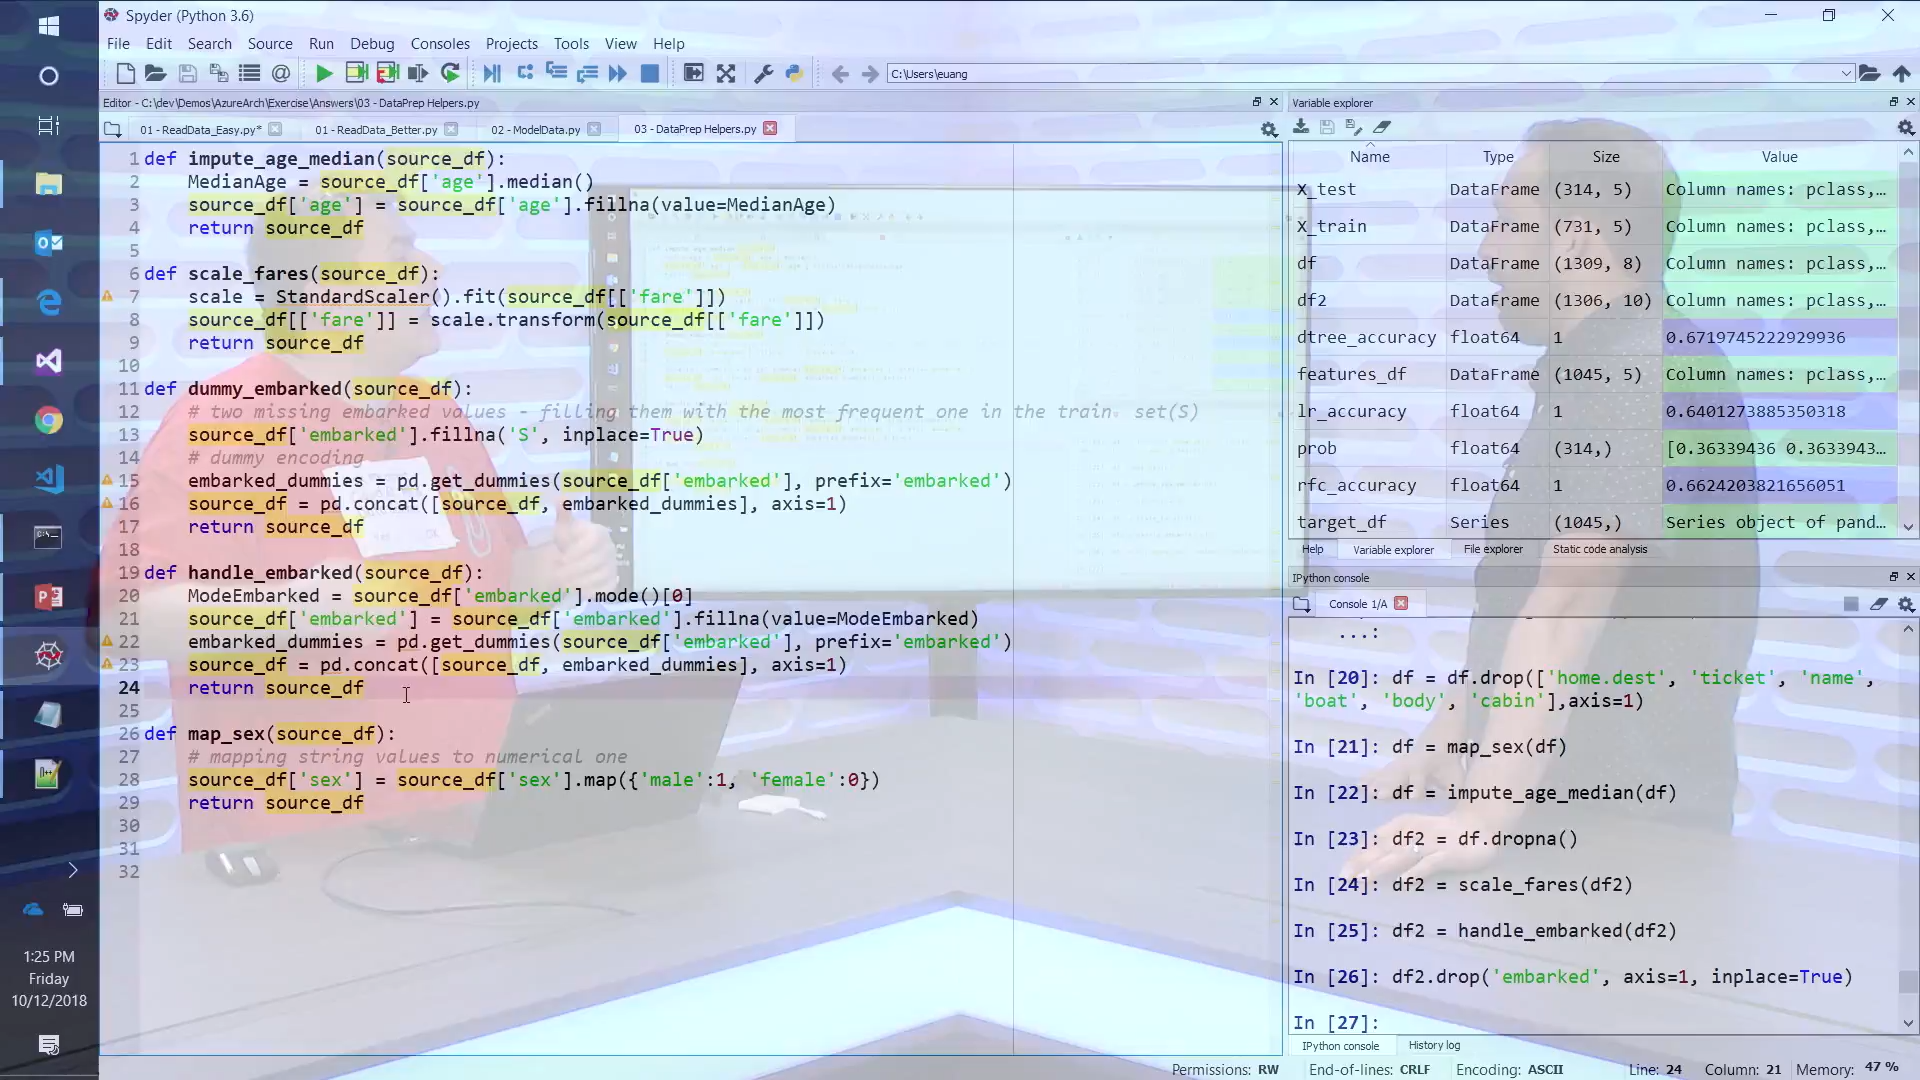 Spyder (Python 3.6)
File Edit Search Source Run Debug Consoles Projects Tools View Help
C:\Users\euang
Editor - C:\dev\Demos\AzureArch\Exercise\Answers\03 - DataPrep Helpers.py
01 - ReadData_Easy.py*
01 - ReadData_Better.py
02 - ModelData.py
03 - DataPrep Helpers.py
1 def impute_age_median(source_df):
2 MedianAge = source_df['age'].median()
3 source_df['age'] = source_df['age'].fillna(value=MedianAge)
4 return source_df
5
6 def scale_fares(source_df):
7 scale = StandardScaler().fit(source_df[['fare']])
8 source_df[['fare']] = scale.transform(source_df[['fare']])
9 return source_df
10
11 def dummy_embarked(source_df):
12 # two missing embarked values - filling them with the most frequent one in the train  set(S)
13 source_df['embarked'].fillna('S', inplace=True)
14 # dummy encoding
15 embarked_dummies = pd.get_dummies(source_df['embarked'], prefix='embarked')
16 source_df = pd.concat([source_df, embarked_dummies], axis=1)
17 return source_df
18
19 def handle_embarked(source_df):
20 ModeEmbarked = source_df['embarked'].mode()[0]
21 source_df['embarked'] = source_df['embarked'].fillna(value=ModeEmbarked)
22 embarked_dummies = pd.get_dummies(source_df['embarked'], prefix='embarked')
23 source_df = pd.concat([source_df, embarked_dummies], axis=1)
24 return source_df
25
26 def map_sex(source_df):
27 # mapping string values to numerical one
28 source_df['sex'] = source_df['sex'].map({'male':1, 'female':0})
29 return source_df
30
31
32
Variable explorer
Name Type Size Value
X_test DataFrame (314, 5) Column names: pclass,...
X_train DataFrame (731, 5) Column names: pclass,...
df DataFrame (1309, 8) Column names: pclass,...
df2 DataFrame (1306, 10) Column names: pclass,...
dtree_accuracy float64 1 0.6719745222929936
features_df DataFrame (1045, 5) Column names: pclass,...
lr_accuracy float64 1 0.6401273885350318
prob float64 (314,) [0.36339436 0.3633943...
rfc_accuracy float64 1 0.6624203821656051
target_df Series (1045,) Series object of pand...
Help Variable explorer File explorer Static code analysis
IPython console
Console 1/A
...:
In [20]: df = df.drop(['home.dest', 'ticket', 'name',
'boat', 'body', 'cabin'],axis=1)
In [21]: df = map_sex(df)
In [22]: df = impute_age_median(df)
In [23]: df2 = df.dropna()
In [24]: df2 = scale_fares(df2)
In [25]: df2 = handle_embarked(df2)
In [26]: df2.drop('embarked', axis=1, inplace=True)
In [27]:
IPython console History log
Permissions: RW End-of-lines: CRLF Encoding: ASCII Line: 24 Column: 21 Memory: 47 %
1:25 PM
Friday
10/12/2018